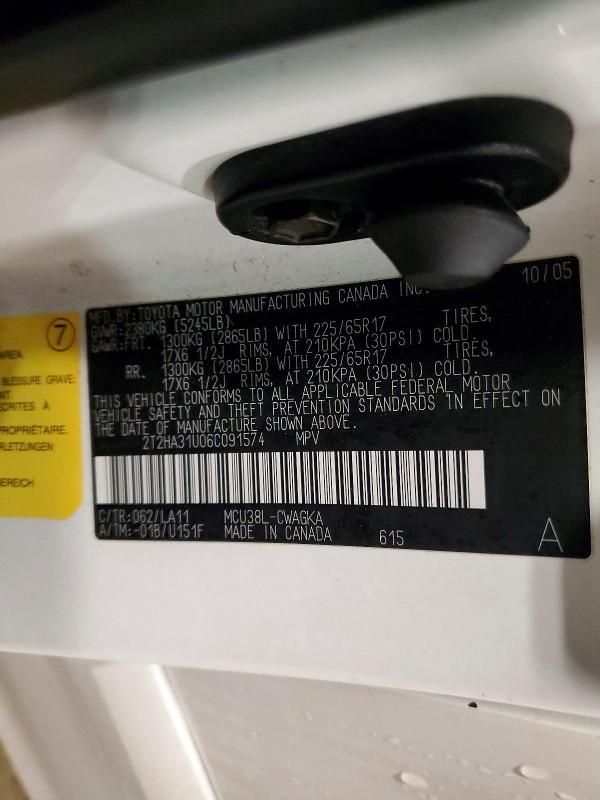 10/05
MFD.BY:TOYOTA MOTOR MANUFACTURING CANADA INC.
GVWR:2380KG (5245LB)
GAWR:FRT. 1300KG (2865LB) WITH 225/65R17 TIRES,
17X6 1/2J RIMS, AT 210KPA (30PSI) COLD.
RR. 1300KG (2865LB) WITH 225/65R17 TIRES,
17X6 1/2J RIMS, AT 210KPA (30PSI) COLD.
THIS VEHICLE CONFORMS TO ALL APPLICABLE FEDERAL MOTOR
VEHICLE SAFETY AND THEFT PREVENTION STANDARDS IN EFFECT ON
THE DATE OF MANUFACTURE SHOWN ABOVE.
2T2HA31U06C091574 MPV
C/TR:062/LA11 MCU38L-CWAGKA
A/TM:-01B/U151F MADE IN CANADA 615 A
7
AREA
BLESSURE GRAVE
NT.
SCRITES À
PROPRIÉTAIRE.
RLETZUNGEN
EREICH